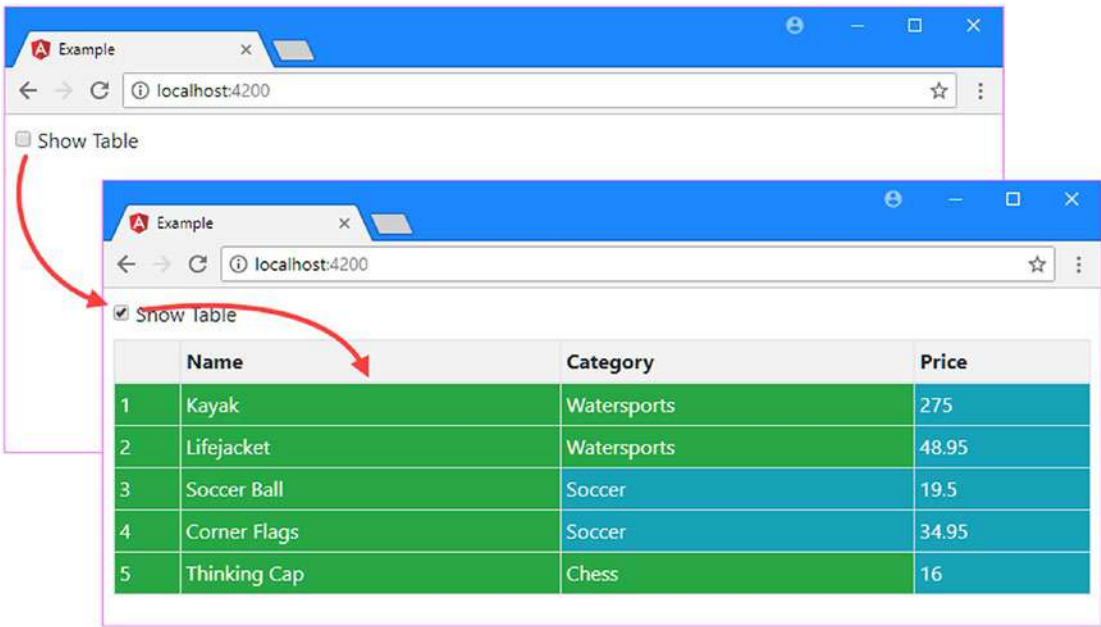 Example
localhost:4200
Show Table
Example
localhost:4200
Show Table
Name Category Price
1 Kayak Watersports 275
2 Lifejacket Watersports 48.95
3 Soccer Ball Soccer 19.5
4 Corner Flags Soccer 34.95
5 Thinking Cap Chess 16